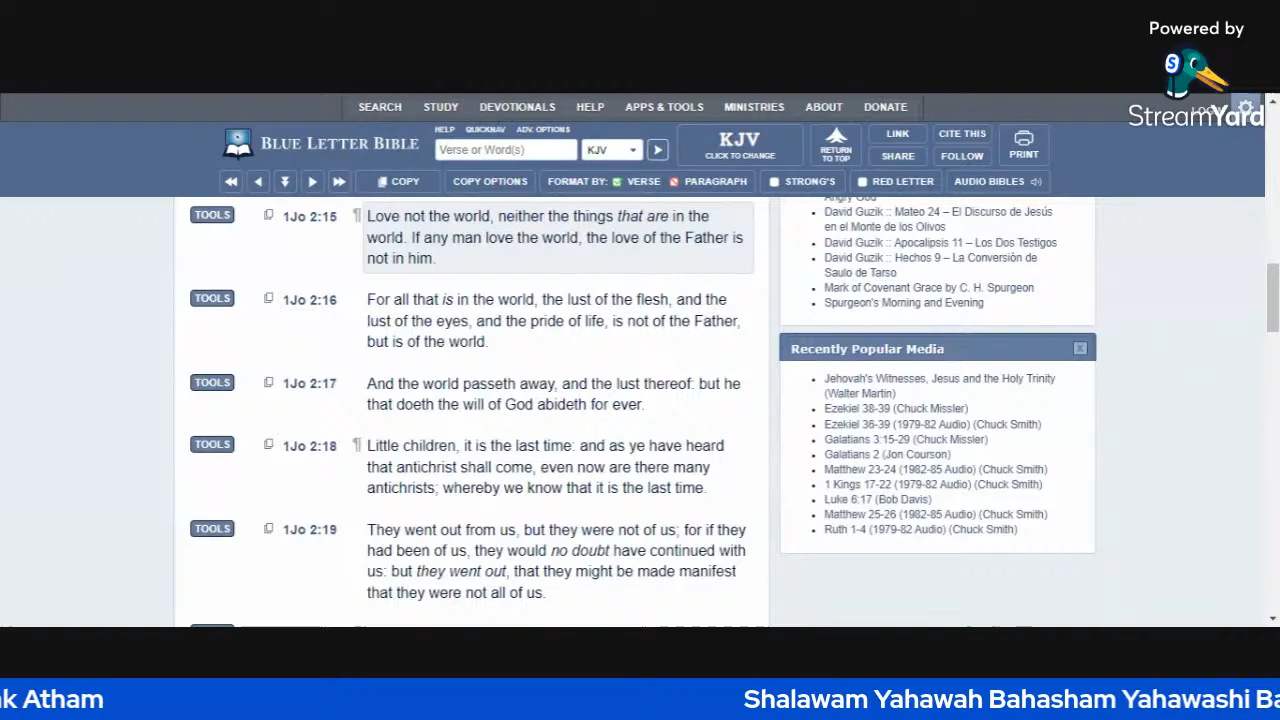 Powered by
StreamYard
SEARCH STUDY DEVOTIONALS HELP APPS & TOOLS MINISTRIES ABOUT DONATE
BLUE LETTER BIBLE
HELP QUICKNAV ADV. OPTIONS
Verse or Word(s) KJV
KJV
CLICK TO CHANGE
RETURN
TO TOP
LINK CITE THIS
SHARE FOLLOW
PRINT
COPY COPY OPTIONS FORMAT BY: VERSE PARAGRAPH STRONG'S RED LETTER AUDIO BIBLES
TOOLS 1Jo 2:15 ¶ Love not the world, neither the things that are in the
world. If any man love the world, the love of the Father is
not in him.
TOOLS 1Jo 2:16 For all that is in the world, the lust of the flesh, and the
lust of the eyes, and the pride of life, is not of the Father,
but is of the world.
TOOLS 1Jo 2:17 And the world passeth away, and the lust thereof: but he
that doeth the will of God abideth for ever.
TOOLS 1Jo 2:18 ¶ Little children, it is the last time: and as ye have heard
that antichrist shall come, even now are there many
antichrists; whereby we know that it is the last time.
TOOLS 1Jo 2:19 They went out from us, but they were not of us; for if they
had been of us, they would no doubt have continued with
us: but they went out, that they might be made manifest
that they were not all of us.
Angry God
David Guzik :: Mateo 24 – El Discurso de Jesús
en el Monte de los Olivos
David Guzik :: Apocalipsis 11 – Los Dos Testigos
David Guzik :: Hechos 9 – La Conversión de
Saulo de Tarso
Mark of Covenant Grace by C. H. Spurgeon
Spurgeon's Morning and Evening
Recently Popular Media
Jehovah's Witnesses, Jesus and the Holy Trinity
(Walter Martin)
Ezekiel 38-39 (Chuck Missler)
Ezekiel 36-39 (1979-82 Audio) (Chuck Smith)
Galatians 3:15-29 (Chuck Missler)
Galatians 2 (Jon Courson)
Matthew 23-24 (1982-85 Audio) (Chuck Smith)
1 Kings 17-22 (1979-82 Audio) (Chuck Smith)
Luke 6:17 (Bob Davis)
Matthew 25-26 (1982-85 Audio) (Chuck Smith)
Ruth 1-4 (1979-82 Audio) (Chuck Smith)
ak Atham Shalawam Yahawah Bahasham Yahawashi Ba